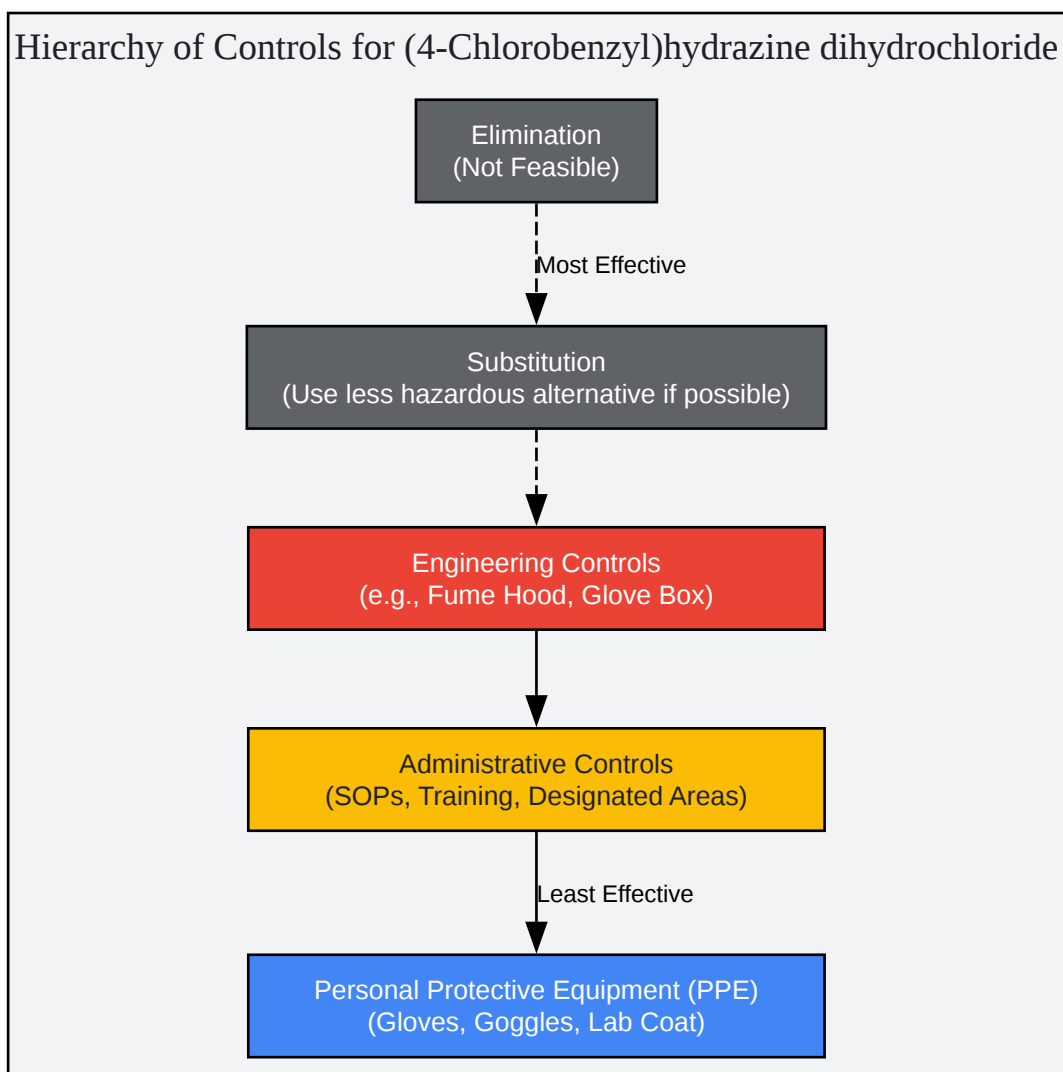 Hierarchy of Controls for (4-Chlorobenzyl)hydrazine dihydrochloride
Elimination
(Not Feasible)
Most Effective
Substitution
(Use less hazardous alternative if possible)
Engineering Controls
(e.g., Fume Hood, Glove Box)
Administrative Controls
(SOPs, Training, Designated Areas)
Least Effective
Personal Protective Equipment (PPE)
(Gloves, Goggles, Lab Coat)